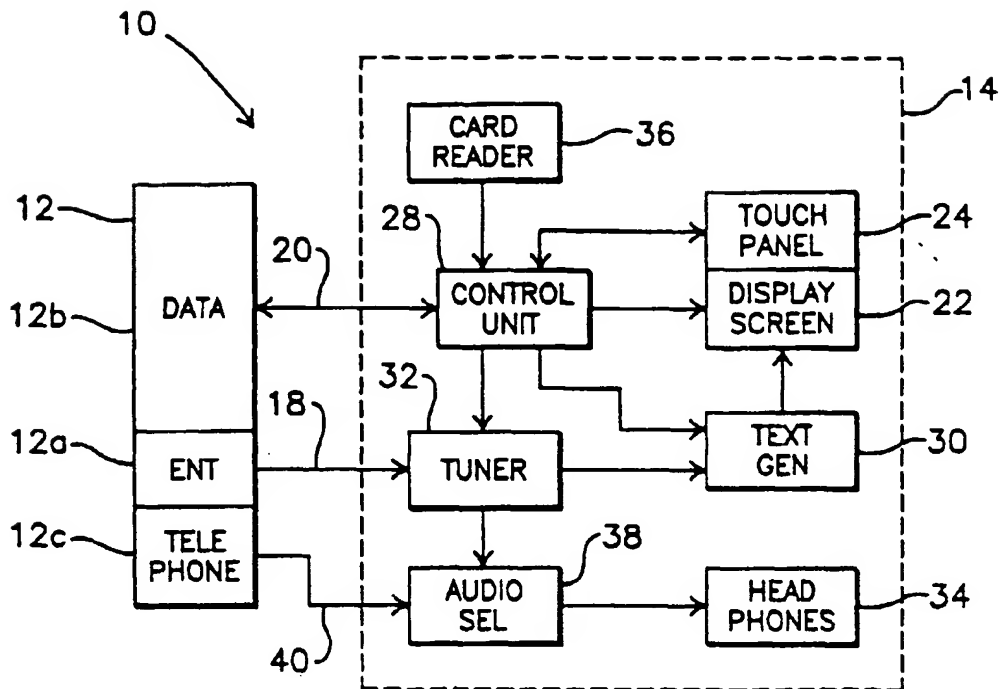 10
14
CARD
READER
36
12
28
TOUCH
PANEL
24
20
DATA
CONTROL
UNIT
DISPLAY
SCREEN
22
12b
32
12a
ENT
18
TUNER
TEXT
GEN
30
12c
TELE
PHONE
38
AUDIO
SEL
HEAD
PHONES
34
40